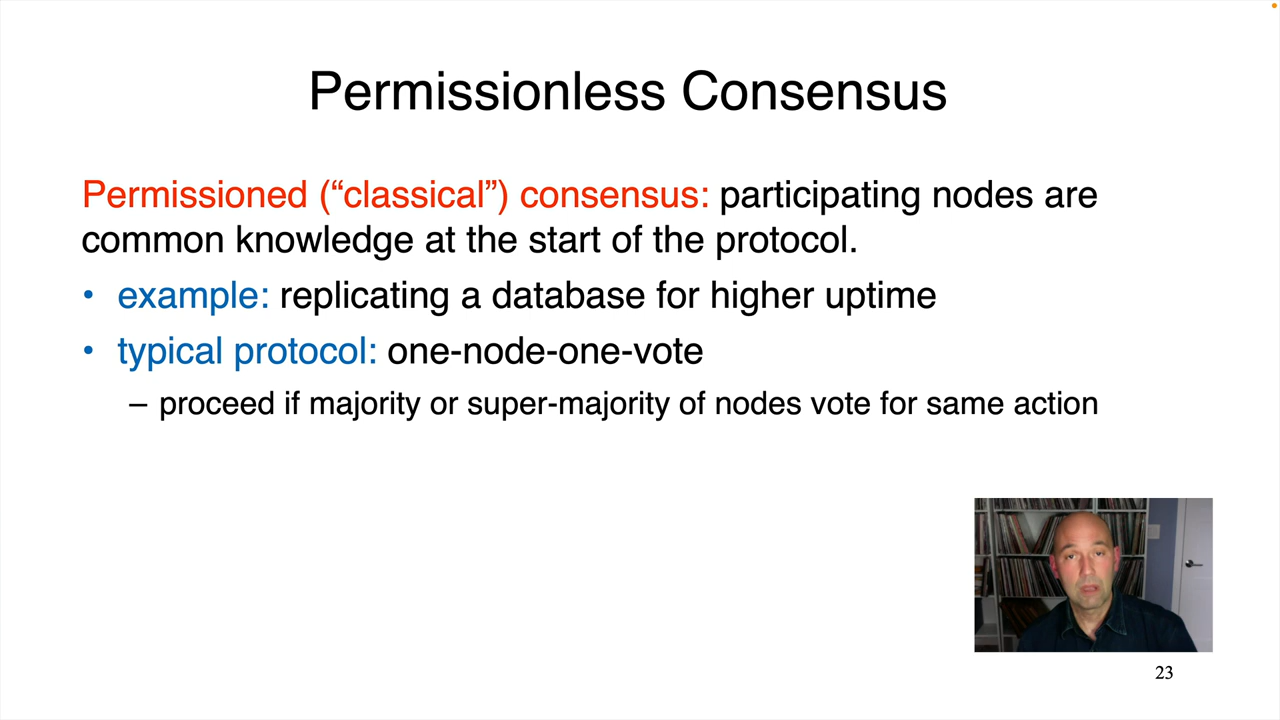 Permissionless Consensus
Permissioned (“classical”) consensus: participating nodes are
common knowledge at the start of the protocol.
• example: replicating a database for higher uptime
• typical protocol: one-node-one-vote
– proceed if majority or super-majority of nodes vote for same action
23